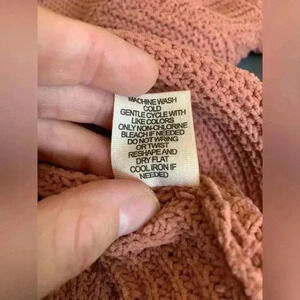 MACHINE WASH
COLD
GENTLE CYCLE WITH
LIKE COLORS
ONLY NON-CHLORINE
BLEACH IF NEEDED
DO NOT WRING
OR TWIST
RESHAPE AND
DRY FLAT
COOL IRON IF
NEEDED